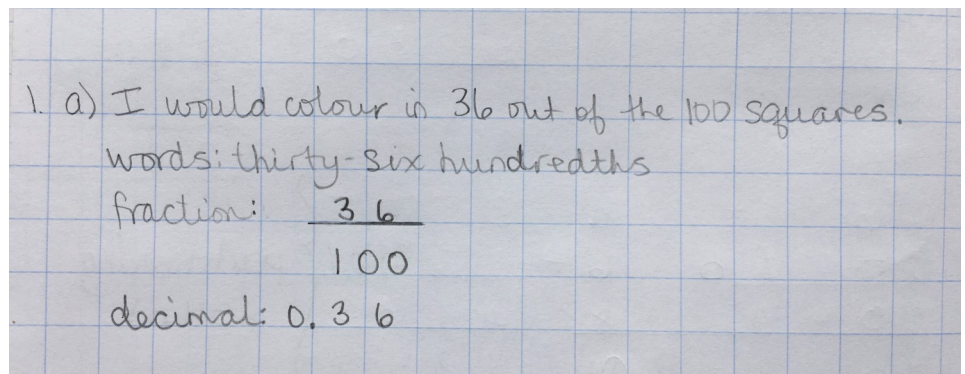 1. a) I would colour in 36 out of the 100 squares.
words: thirty-six hundredths
fraction: 36
100
decimal: 0.36